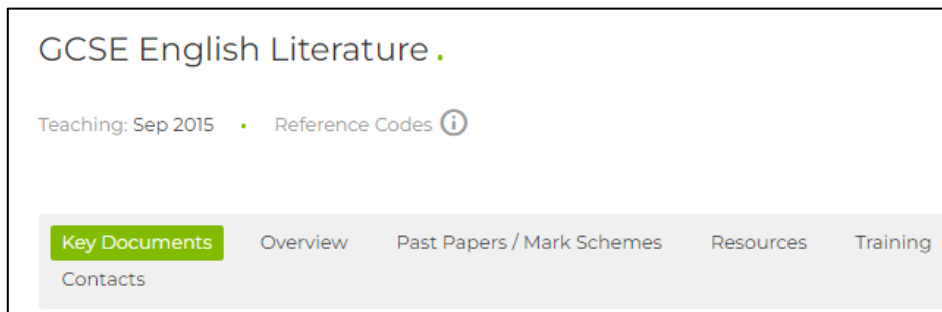 GCSE English Literature.
Teaching: Sep 2015 • Reference Codes
Key Documents Overview Past Papers / Mark Schemes Resources Training
Contacts